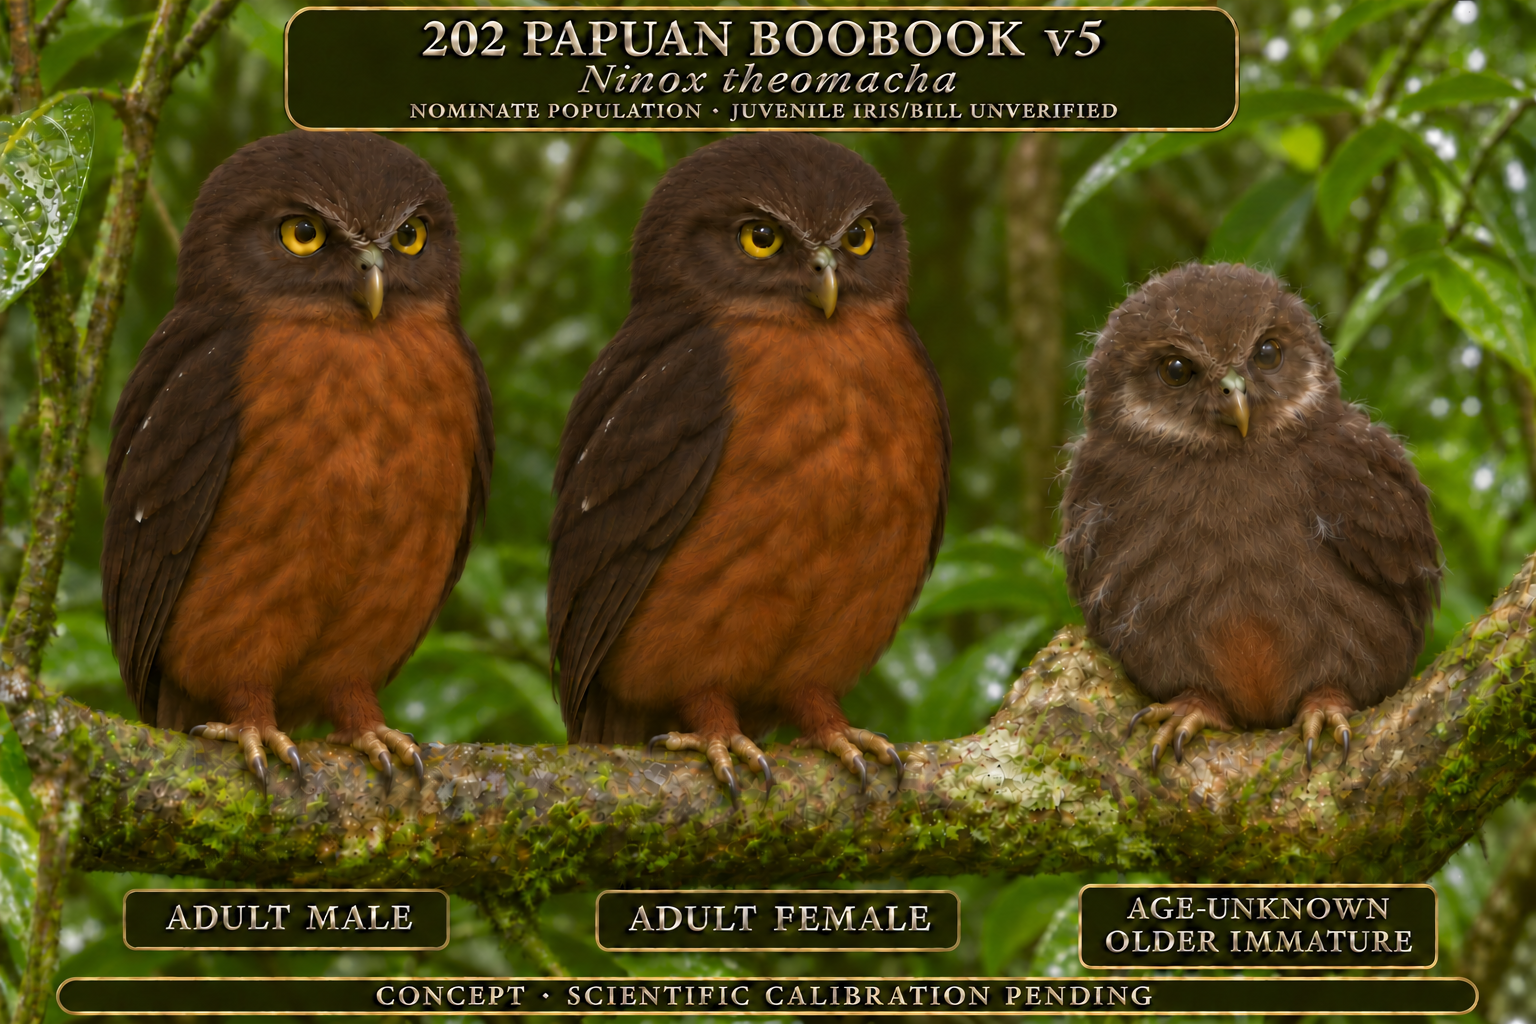 202 PAPUAN BOOBOOK v5
Ninox theomacha
NOMINATE POPULATION · JUVENILE IRIS/BILL UNVERIFIED
ADULT MALE
ADULT FEMALE
AGE-UNKNOWN
OLDER IMMATURE
CONCEPT · SCIENTIFIC CALIBRATION PENDING